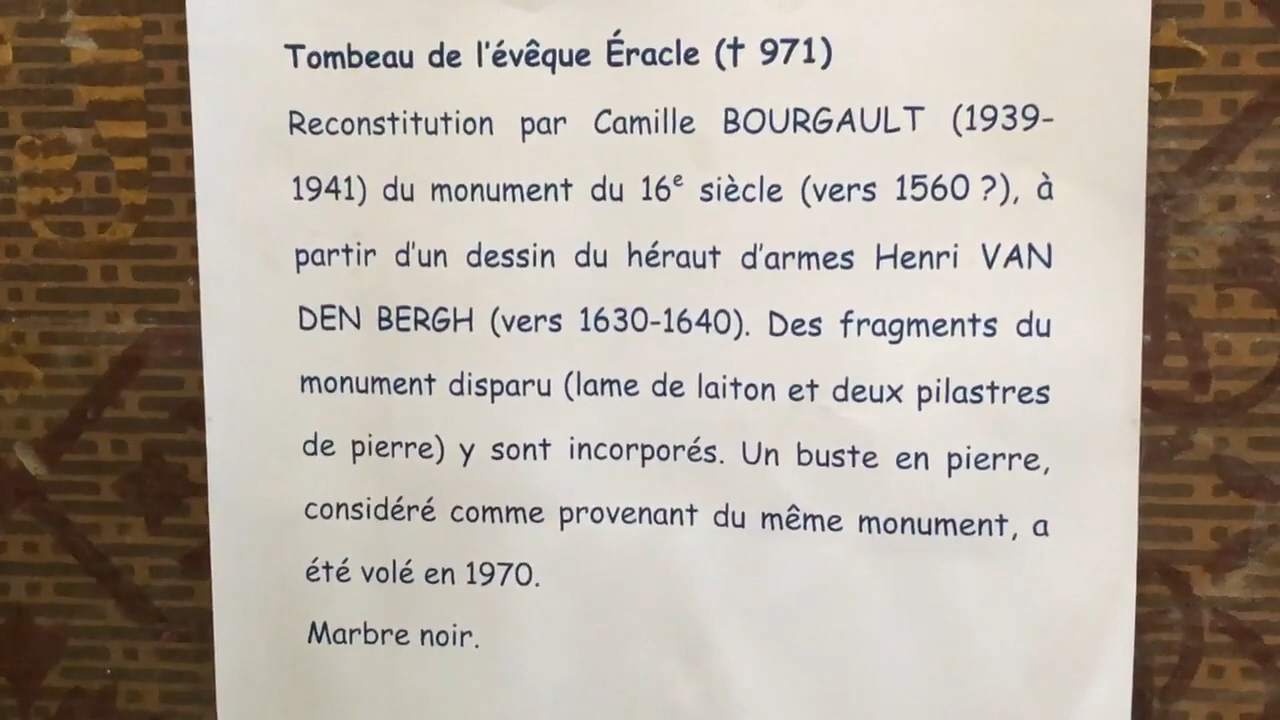 Tombeau de l'évêque Éracle († 971)
Reconstitution par Camille BOURGAULT (1939-
1941) du monument du 16e siècle (vers 1560 ?), à
partir d'un dessin du héraut d'armes Henri VAN
DEN BERGH (vers 1630-1640). Des fragments du
monument disparu (lame de laiton et deux pilastres
de pierre) y sont incorporés. Un buste en pierre,
considéré comme provenant du même monument, a
été volé en 1970.
Marbre noir.